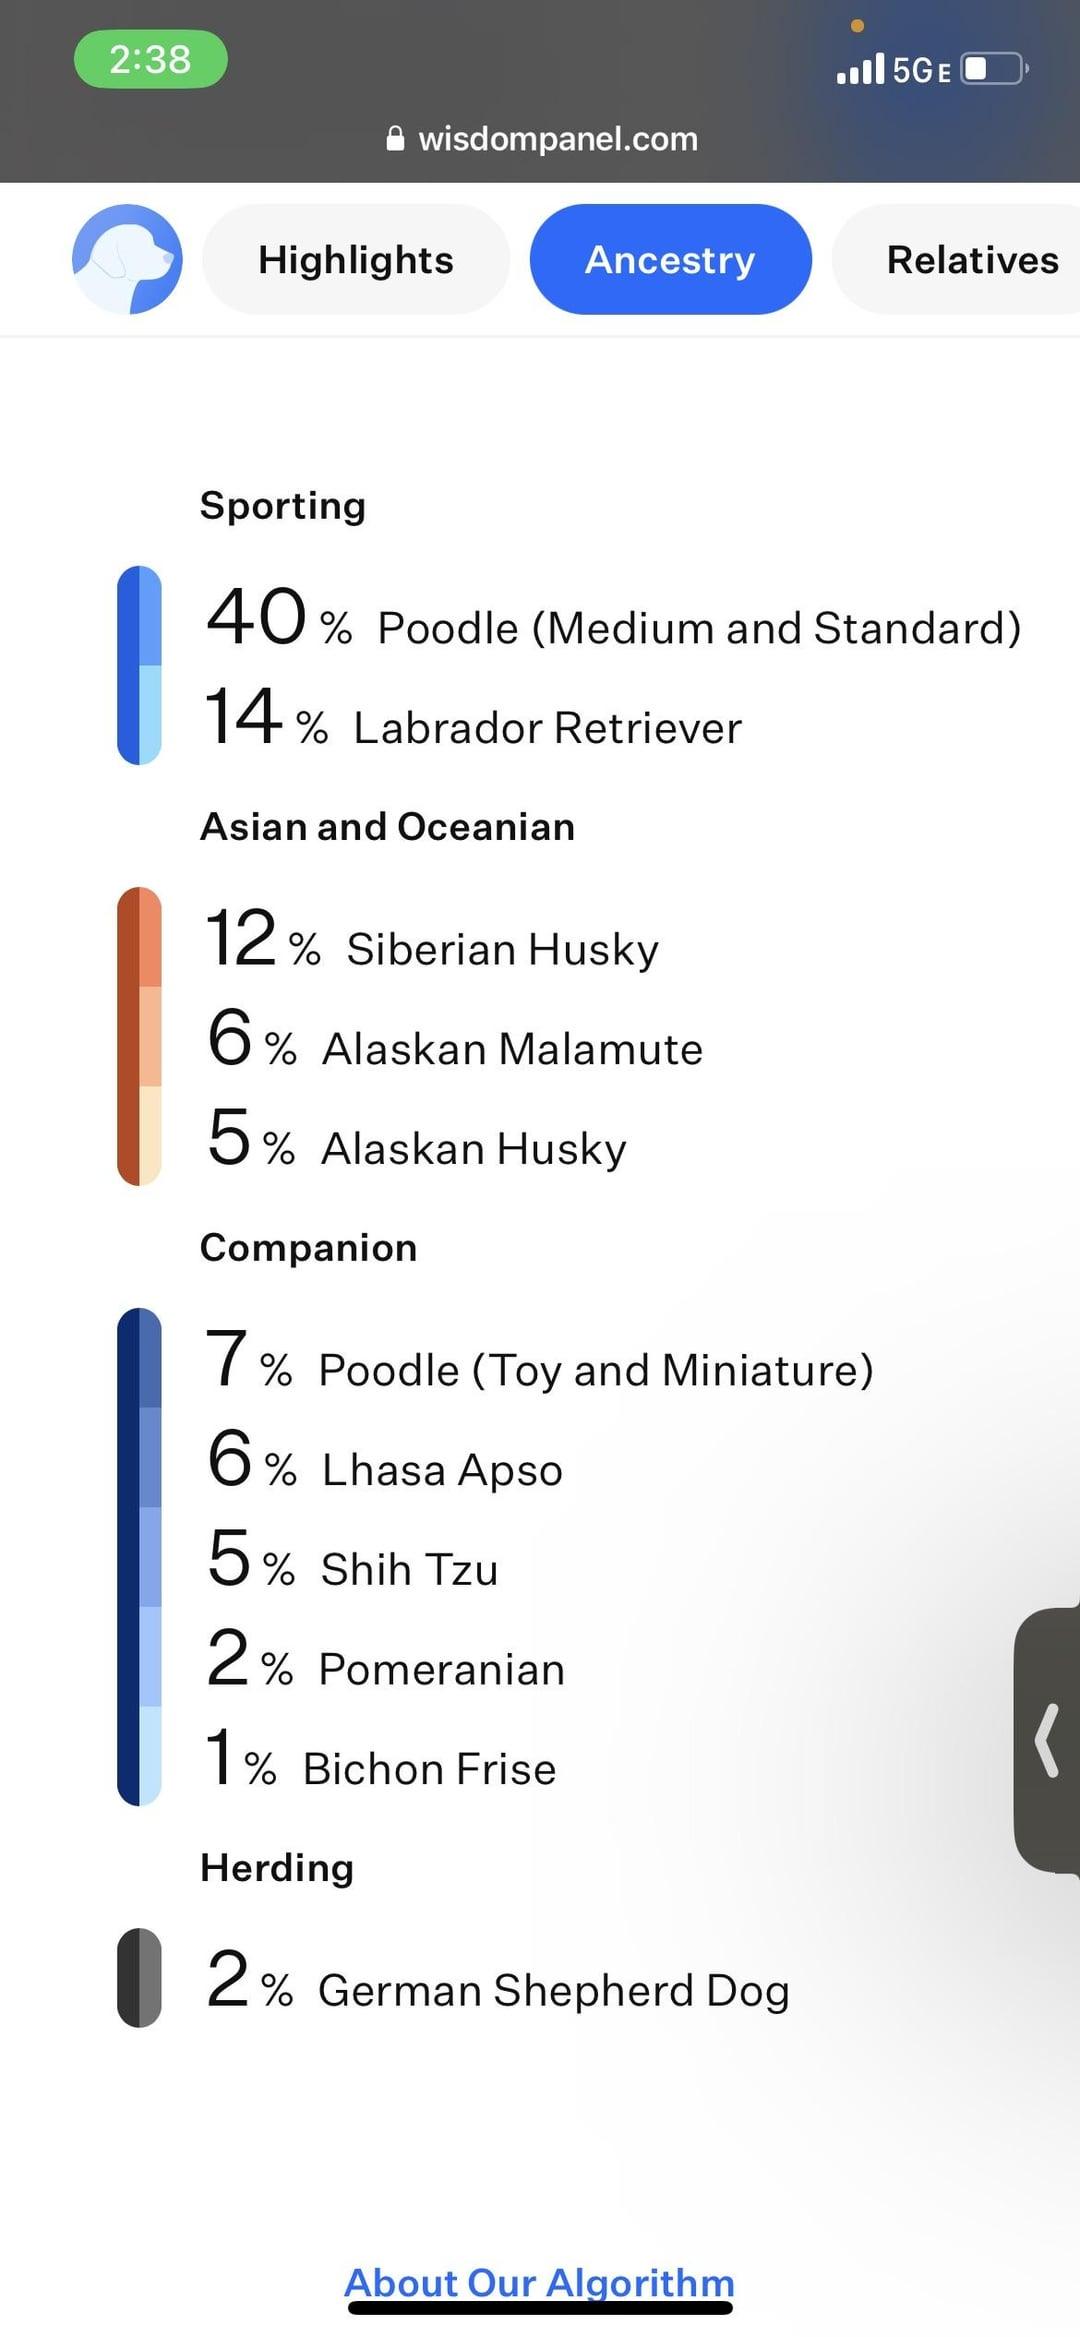 2:38
5GE
wisdompanel.com
Highlights
Ancestry
Relatives
Sporting
40 % Poodle (Medium and Standard)
14 % Labrador Retriever
Asian and Oceanian
12 % Siberian Husky
6 % Alaskan Malamute
5 % Alaskan Husky
Companion
7 % Poodle (Toy and Miniature)
6 % Lhasa Apso
5 % Shih Tzu
2 % Pomeranian
1 % Bichon Frise
Herding
2 % German Shepherd Dog
About Our Algorithm